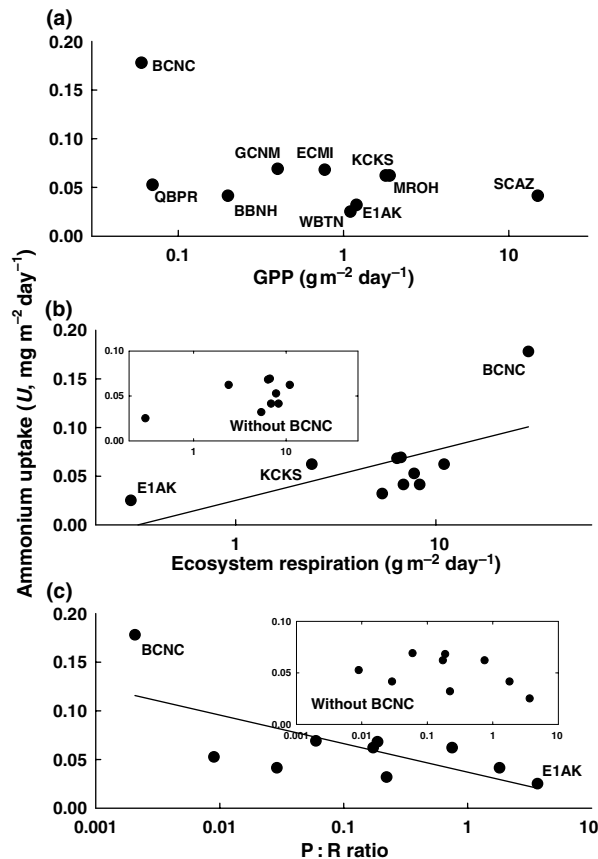 (a)
0.20
0.15
0.10
0.05
0.00
BCNC
GCNM
ECMI
KCKS
MROH
SCAZ
QBPR
BBNH
WBTN
E1AK
0.1
1
10
GPP (g m⁻² day⁻¹)
Ammonium uptake (U, mg m⁻² day⁻¹)
(b)
0.20
0.15
0.10
0.05
0.00
0.10
0.05
0.00
1
10
Without BCNC
BCNC
KCKS
E1AK
1
10
Ecosystem respiration (g m⁻² day⁻¹)
(c)
0.20
0.15
0.10
0.05
0.00
BCNC
0.10
0.05
0.00
Without BCNC
0.001
0.01
0.1
1
10
E1AK
0.001
0.01
0.1
1
10
P : R ratio